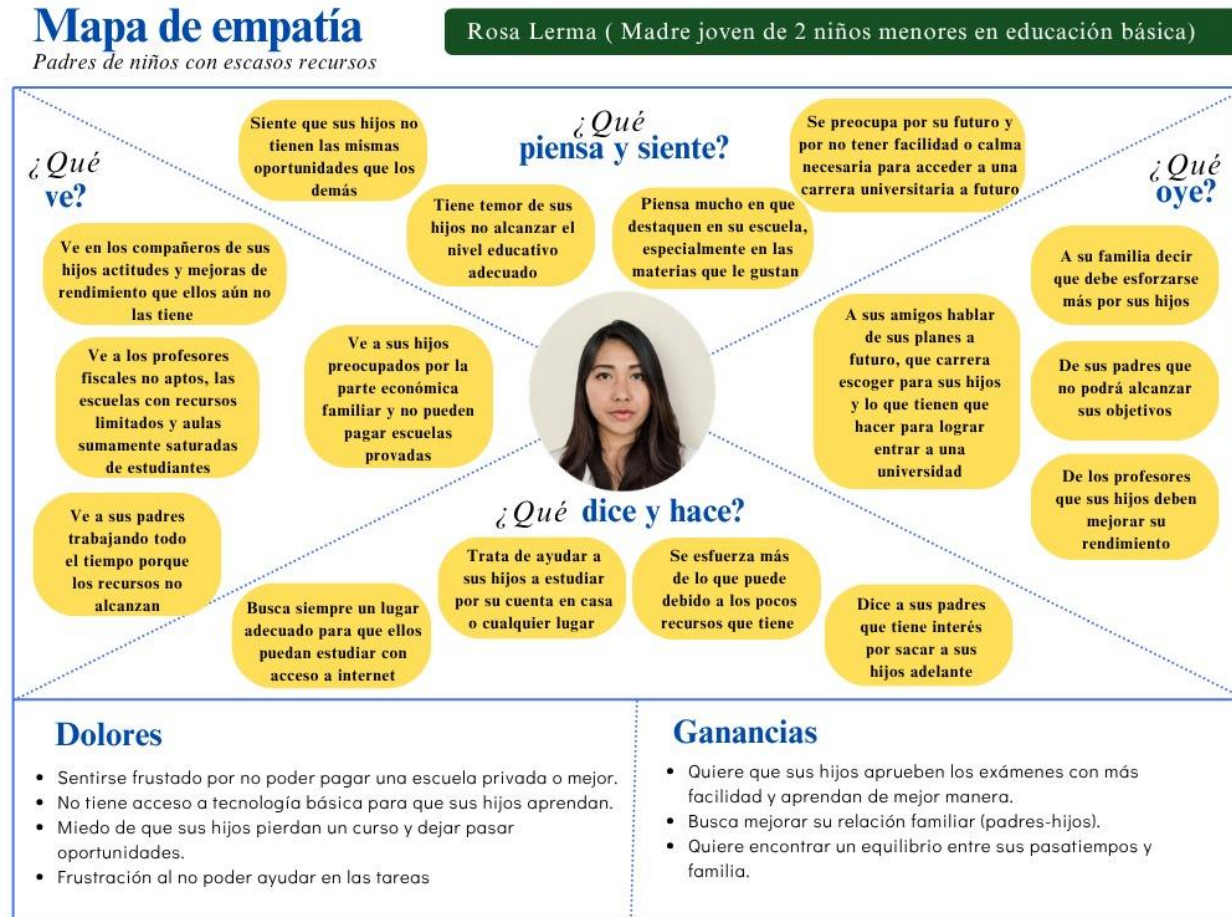 Mapa de empatía
Padres de niños con escasos recursos
Rosa Lerma ( Madre joven de 2 niños menores en educación básica)
¿Qué
piensa y siente?
Siente que sus hijos no
tienen las mismas
oportunidades que los
demás
Tiene temor de sus
hijos no alcanzar el
nivel educativo
adecuado
Piensa mucho en que
destaquen en su escuela,
especialmente en las
materias que le gustan
Se preocupa por su futuro y
por no tener facilidad o calma
necesaria para acceder a una
carrera universitaria a futuro
¿Qué
ve?
Ve en los compañeros de sus
hijos actitudes y mejoras de
rendimiento que ellos aún no
las tiene
Ve a los profesores
fiscales no aptos, las
escuelas con recursos
limitados y aulas
sumamente saturadas
de estudiantes
Ve a sus hijos
preocupados por la
parte económica
familiar y no pueden
pagar escuelas
provadas
Ve a sus padres
trabajando todo
el tiempo porque
los recursos no
alcanzan
¿Qué
oye?
A su familia decir
que debe esforzarse
más por sus hijos
A sus amigos hablar
de sus planes a
futuro, que carrera
escoger para sus hijos
y lo que tienen que
hacer para lograr
entrar a una
universidad
De sus padres que
no podrá alcanzar
sus objetivos
De los profesores
que sus hijos deben
mejorar su
rendimiento
¿Qué dice y hace?
Busca siempre un lugar
adecuado para que ellos
puedan estudiar con
acceso a internet
Trata de ayudar a
sus hijos a estudiar
por su cuenta en casa
o cualquier lugar
Se esfuerza más
de lo que puede
debido a los pocos
recursos que tiene
Dice a sus padres
que tiene interés
por sacar a sus
hijos adelante
Dolores
• Sentirse frustado por no poder pagar una escuela privada o mejor.
• No tiene acceso a tecnología básica para que sus hijos aprendan.
• Miedo de que sus hijos pierdan un curso y dejar pasar
oportunidades.
• Frustración al no poder ayudar en las tareas
Ganancias
• Quiere que sus hijos aprueben los exámenes con más
facilidad y aprendan de mejor manera.
• Busca mejorar su relación familiar (padres-hijos).
• Quiere encontrar un equilibrio entre sus pasatiempos y
familia.